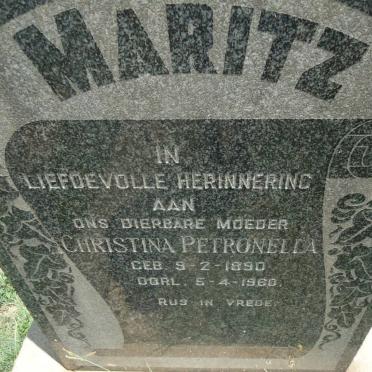 MARITZ
IN
LIEFDEVOLLE HERINNERING
AAN
ONS DIERBARE MOEDER
CHRISTINA PETRONELLA
GEB. 9-2-1890
OORL. 5-4-1960.
RUS IN VREDE.